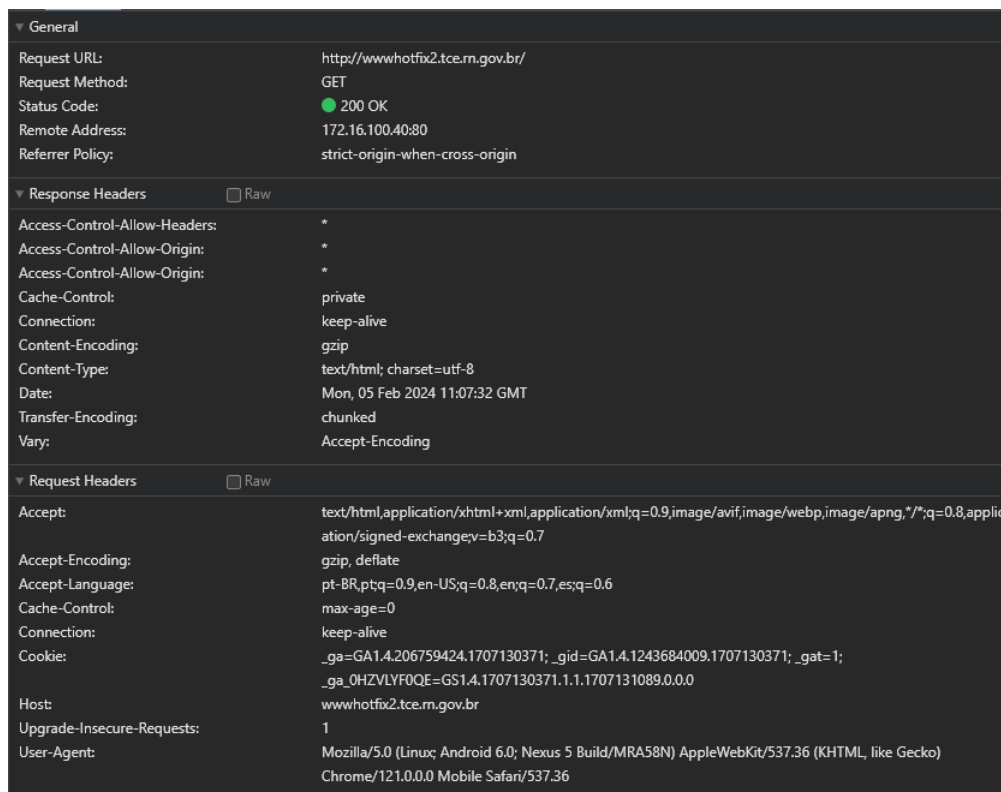 General
Request URL: http://wwwhotfix2.tce.rn.gov.br/
Request Method: GET
Status Code: 200 OK
Remote Address: 172.16.100.40:80
Referrer Policy: strict-origin-when-cross-origin
Response Headers Raw
Access-Control-Allow-Headers: *
Access-Control-Allow-Origin: *
Access-Control-Allow-Origin: *
Cache-Control: private
Connection: keep-alive
Content-Encoding: gzip
Content-Type: text/html; charset=utf-8
Date: Mon, 05 Feb 2024 11:07:32 GMT
Transfer-Encoding: chunked
Vary: Accept-Encoding
Request Headers Raw
Accept: text/html,application/xhtml+xml,application/xml;q=0.9,image/avif,image/webp,image/apng,*/*;q=0.8,applic
ation/signed-exchange;v=b3;q=0.7
Accept-Encoding: gzip, deflate
Accept-Language: pt-BR,pt;q=0.9,en-US;q=0.8,en;q=0.7,es;q=0.6
Cache-Control: max-age=0
Connection: keep-alive
Cookie: _ga=GA1.4.206759424.1707130371; _gid=GA1.4.1243684009.1707130371; _gat=1;
_ga_0HZVLYF0QE=GS1.4.1707130371.1.1.1707131089.0.0.0
Host: wwwhotfix2.tce.rn.gov.br
Upgrade-Insecure-Requests: 1
User-Agent: Mozilla/5.0 (Linux; Android 6.0; Nexus 5 Build/MRA58N) AppleWebKit/537.36 (KHTML, like Gecko)
Chrome/121.0.0.0 Mobile Safari/537.36